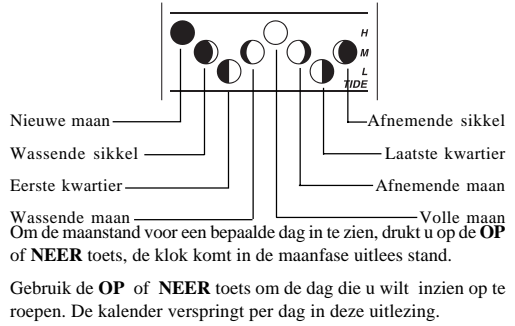 H
M
L
TIDE
Nieuwe maan
Afnemende sikkel
Wassende sikkel
Laatste kwartier
Eerste kwartier
Afnemende maan
Wassende maan
Volle maan
Om de maanstand voor een bepaalde dag in te zien, drukt u op de OP
of NEER toets, de klok komt in de maanfase uitlees stand.
Gebruik de OP of NEER toets om de dag die u wilt inzien op te
roepen. De kalender verspringt per dag in deze uitlezing.